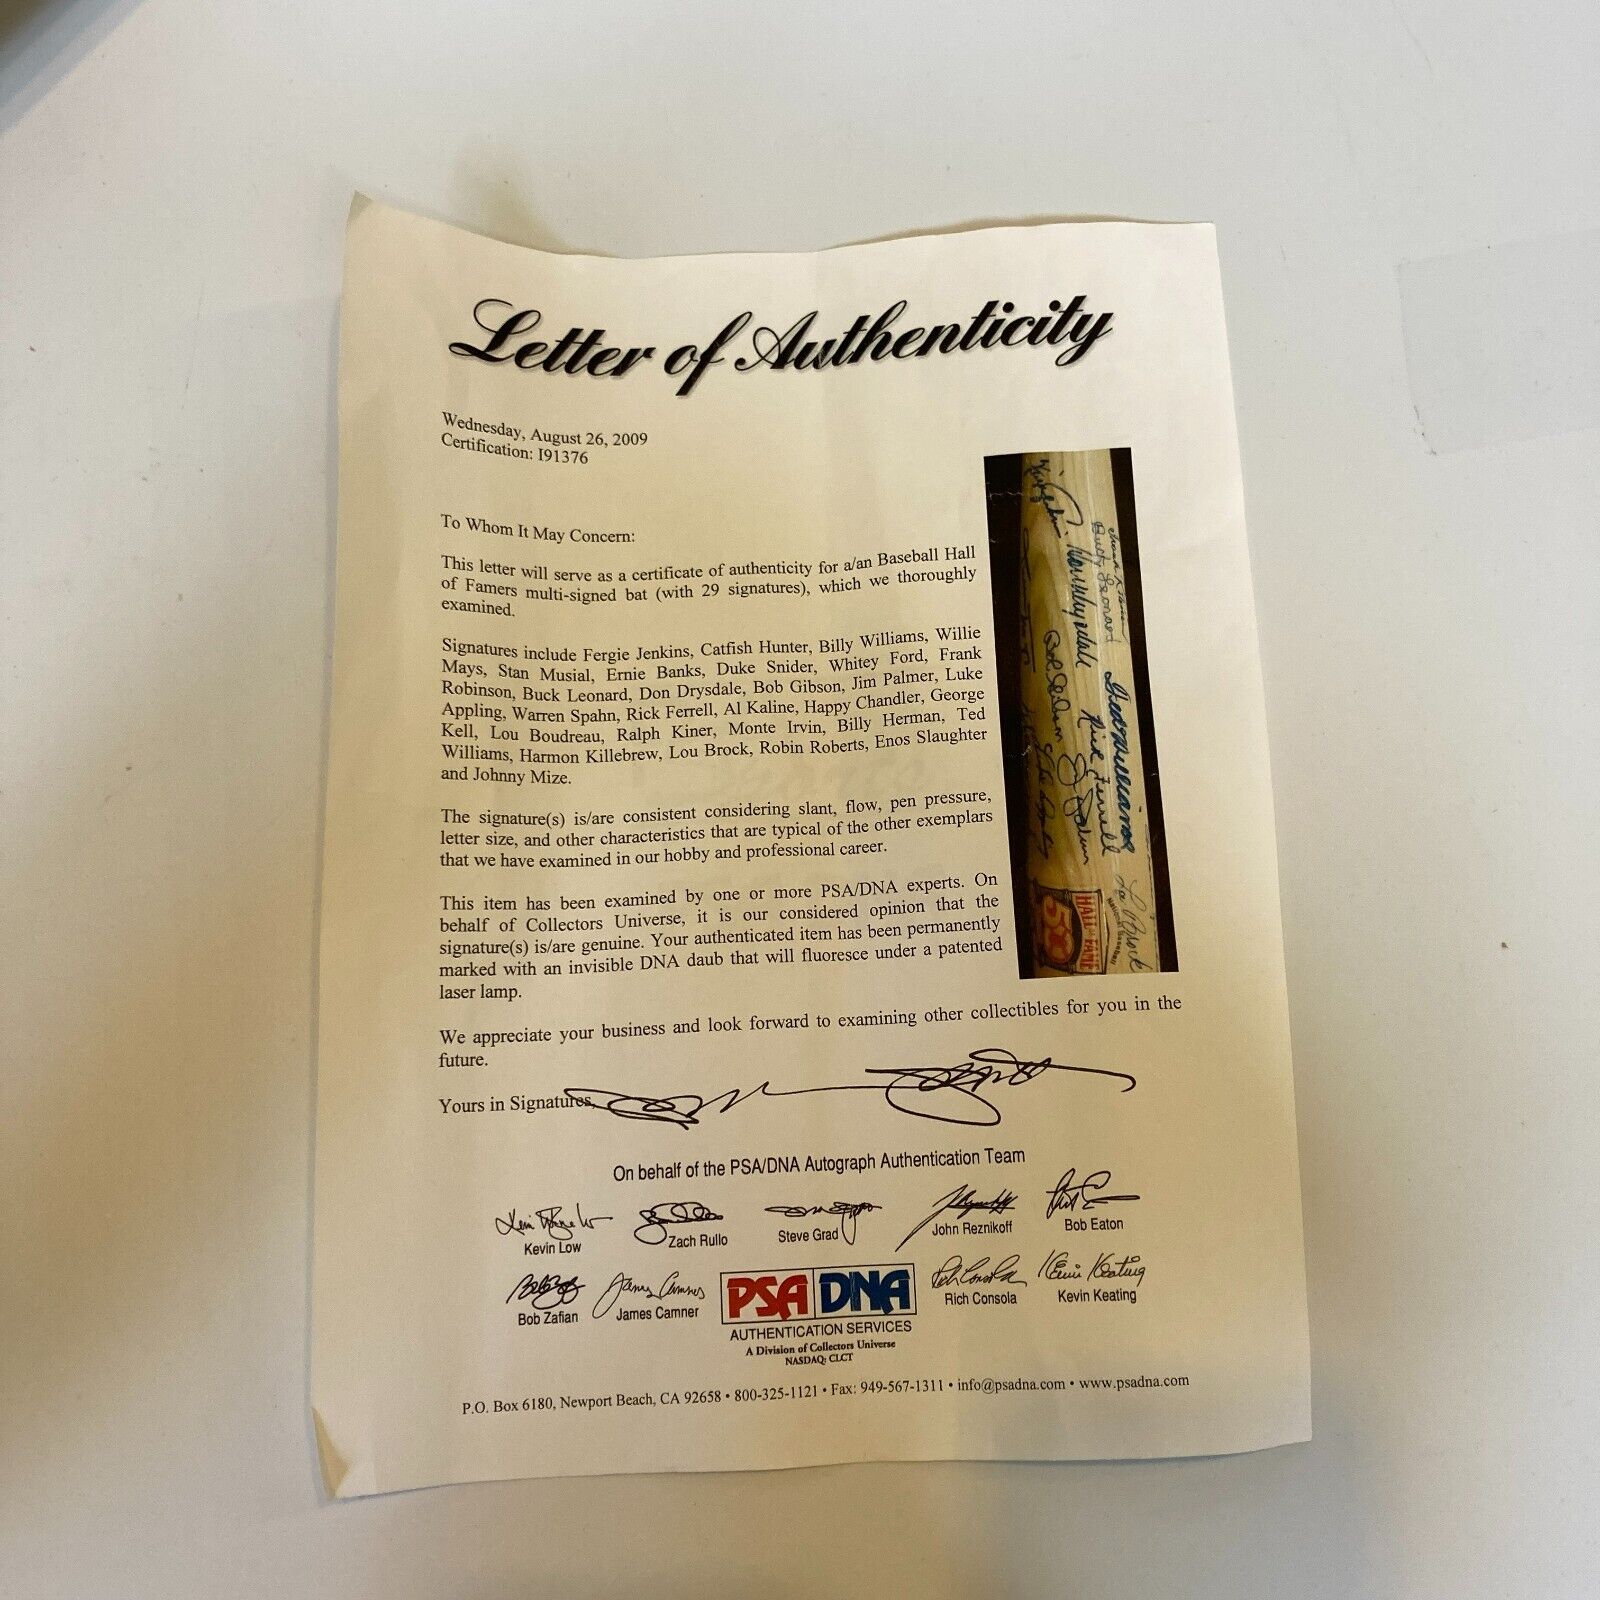 Letter of Authenticity
Wednesday, August 26, 2009
Certification: I91376
To Whom It May Concern:
This letter will serve as a certificate of authenticity for a/an Baseball Hall
of Famers multi-signed bat (with 29 signatures), which we thoroughly
examined.
Signatures include Fergie Jenkins, Catfish Hunter, Billy Williams, Willie
Mays, Stan Musial, Ernie Banks, Duke Snider, Whitey Ford, Frank
Robinson, Buck Leonard, Don Drysdale, Bob Gibson, Jim Palmer, Luke
Appling, Warren Spahn, Rick Ferrell, Al Kaline, Happy Chandler, George
Kell, Lou Boudreau, Ralph Kiner, Monte Irvin, Billy Herman, Ted
Williams, Harmon Killebrew, Lou Brock, Robin Roberts, Enos Slaughter
and Johnny Mize.
The signature(s) is/are consistent considering slant, flow, pen pressure,
letter size, and other characteristics that are typical of the other exemplars
that we have examined in our hobby and professional career.
This item has been examined by one or more PSA/DNA experts. On
behalf of Collectors Universe, it is our considered opinion that the
signature(s) is/are genuine. Your authenticated item has been permanently
marked with an invisible DNA daub that will fluoresce under a patented
laser lamp.
We appreciate your business and look forward to examining other collectibles for you in the
future.
Yours in Signatures,
On behalf of the PSA/DNA Autograph Authentication Team
Kevin Low Zach Rullo Steve Grad John Reznikoff Bob Eaton
Bob Zafian James Camner Rich Consola Kevin Keating
PSA DNA
AUTHENTICATION SERVICES
A Division of Collectors Universe
NASDAQ: CLCT
P.O. Box 6180, Newport Beach, CA 92658 • 800-325-1121 • Fax: 949-567-1311 • info@psadna.com • www.psadna.com
Buck Leonard
Rick Ferrell
Lou Brock
50
HALL OF FAME
National Baseball